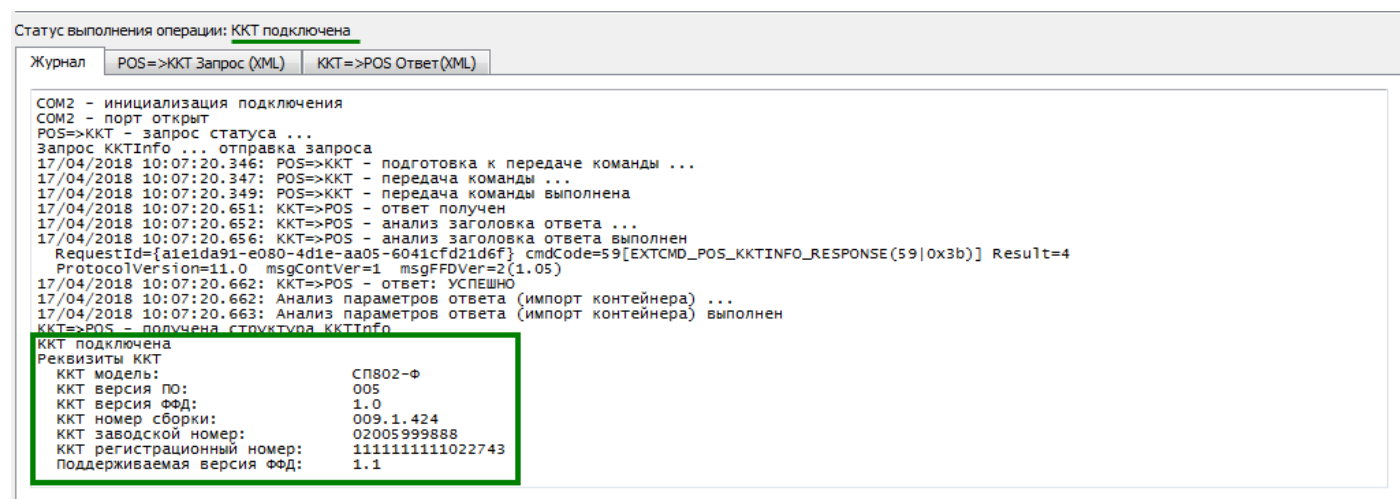 Статус выполнения операции: ККТ подключена
Журнал POS=>ККТ Запрос (XML) ККТ=>POS Ответ(XML)
COM2 - инициализация подключения
COM2 - порт открыт
POS=>ККТ - запрос статуса ...
Запрос ККТInfo ... отправка запроса
17/04/2018 10:07:20.346: POS=>ККТ - подготовка к передаче команды ...
17/04/2018 10:07:20.347: POS=>ККТ - передача команды ...
17/04/2018 10:07:20.349: POS=>ККТ - передача команды выполнена
17/04/2018 10:07:20.651: ККТ=>POS - ответ получен
17/04/2018 10:07:20.652: ККТ=>POS - анализ заголовка ответа ...
17/04/2018 10:07:20.656: ККТ=>POS - анализ заголовка ответа выполнен
RequestId={a1e1da91-e080-4d1e-aa05-6041cfd21d6f} cmdCode=59[EXTCMD_POS_KKTINFO_RESPONSE(59|0x3b)] Result=4
ProtocolVersion=11.0 msgContVer=1 msgFFDVer=2(1.05)
17/04/2018 10:07:20.662: ККТ=>POS - ответ: УСПЕШНО
17/04/2018 10:07:20.662: Анализ параметров ответа (импорт контейнера) ...
17/04/2018 10:07:20.663: Анализ параметров ответа (импорт контейнера) выполнен
ККТ=>POS - получена структура ККТInfo
ККТ подключена
Реквизиты ККТ
ККТ модель: СП802-Ф
ККТ версия ПО: 005
ККТ версия ФФД: 1.0
ККТ номер сборки: 009.1.424
ККТ заводской номер: 02005999888
ККТ регистрационный номер: 1111111111022743
Поддерживаемая версия ФФД: 1.1